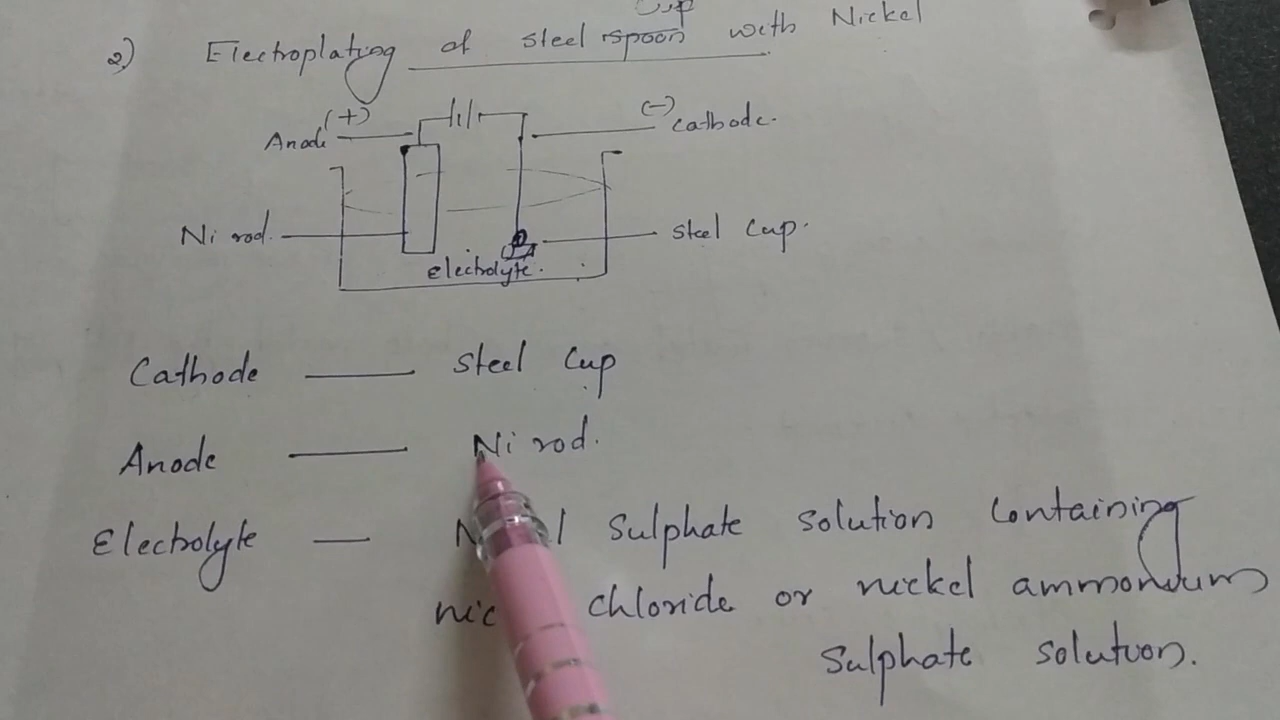 Cup
2) Electroplating of steel spoon with Nickel
Anode (+)
(-) Cathode.
Ni rod.
Steel Cup.
Electrolyte.
Cathode — Steel Cup
Anode — Ni rod.
Electrolyte — Sulphate solution Containing
chloride or nickel ammonium
Sulphate solution.